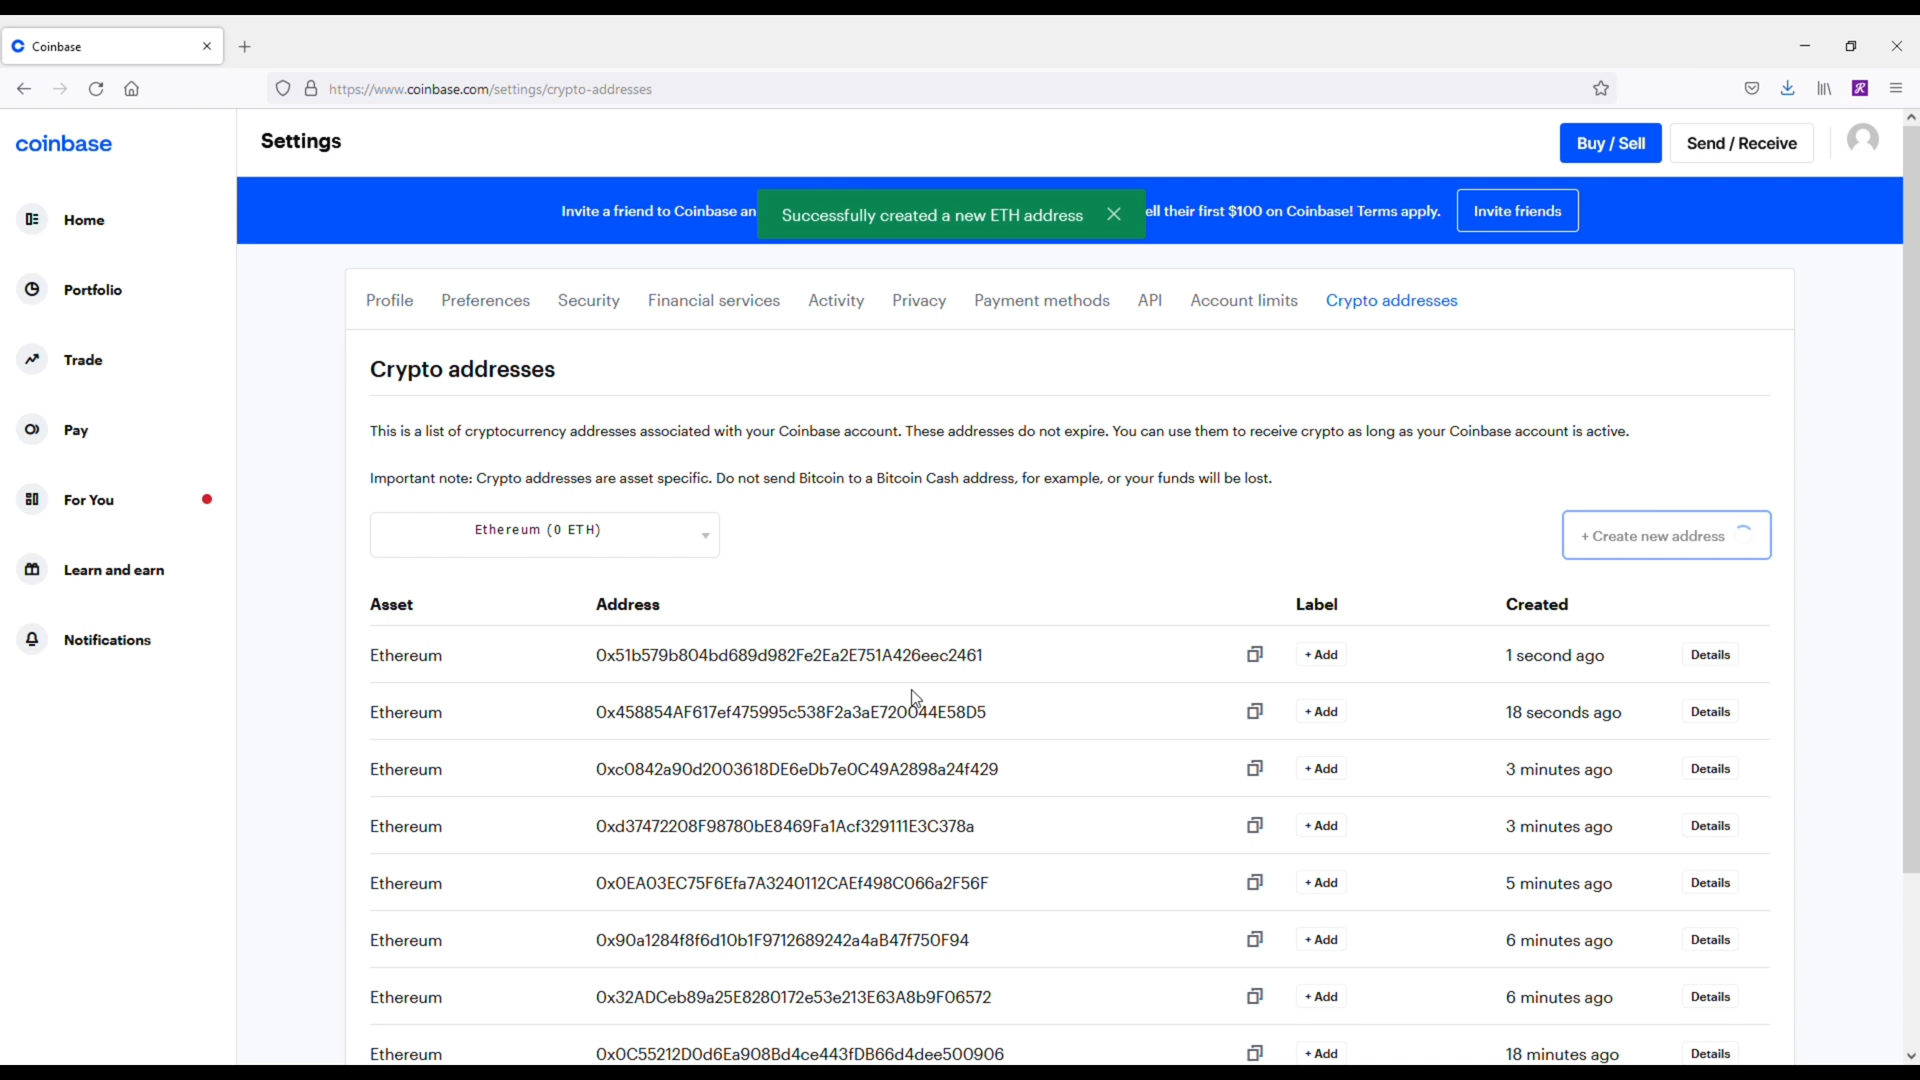 Coinbase
https://www.coinbase.com/settings/crypto-addresses
coinbase
Settings
Buy / Sell
Send / Receive
Invite a friend to Coinbase an
Successfully created a new ETH address
ell their first $100 on Coinbase! Terms apply.
Invite friends
Home
Portfolio
Trade
Pay
For You
Learn and earn
Notifications
Profile Preferences Security Financial services Activity Privacy Payment methods API Account limits Crypto addresses
Crypto addresses
This is a list of cryptocurrency addresses associated with your Coinbase account. These addresses do not expire. You can use them to receive crypto as long as your Coinbase account is active.
Important note: Crypto addresses are asset specific. Do not send Bitcoin to a Bitcoin Cash address, for example, or your funds will be lost.
Ethereum (0 ETH)
+ Create new address
Asset Address Label Created
Ethereum 0x51b579b804bd689d982Fe2Ea2E751A426eec2461 + Add 1 second ago Details
Ethereum 0x458854AF617ef475995c538F2a3aE720044E58D5 + Add 18 seconds ago Details
Ethereum 0xc0842a90d2003618DE6eDb7e0C49A2898a24f429 + Add 3 minutes ago Details
Ethereum 0xd37472208F98780bE8469Fa1Acf329111E3C378a + Add 3 minutes ago Details
Ethereum 0x0EA03EC75F6Efa7A3240112CAEf498C066a2F56F + Add 5 minutes ago Details
Ethereum 0x90a1284f8f6d10b1F9712689242a4aB47f750F94 + Add 6 minutes ago Details
Ethereum 0x32ADCeb89a25E8280172e53e213E63A8b9F06572 + Add 6 minutes ago Details
Ethereum 0x0C55212D0d6Ea908Bd4ce443fDB66d4dee500906 + Add 18 minutes ago Details